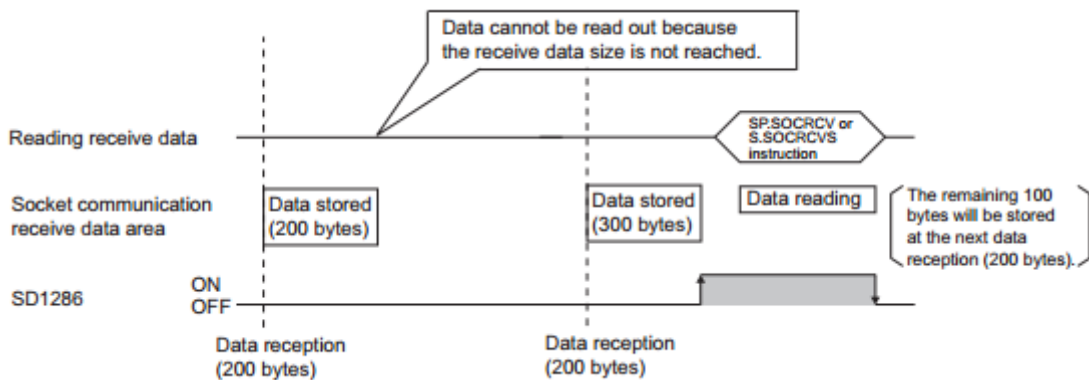 Data cannot be read out because
the receive data size is not reached.
Reading receive data
SP.SOCRCV or
S.SOCRCVS
instruction
Socket communication
receive data area
Data stored
(200 bytes)
Data stored
(300 bytes)
Data reading
The remaining 100
bytes will be stored
at the next data
reception (200 bytes).
SD1286
ON
OFF
Data reception
(200 bytes)
Data reception
(200 bytes)